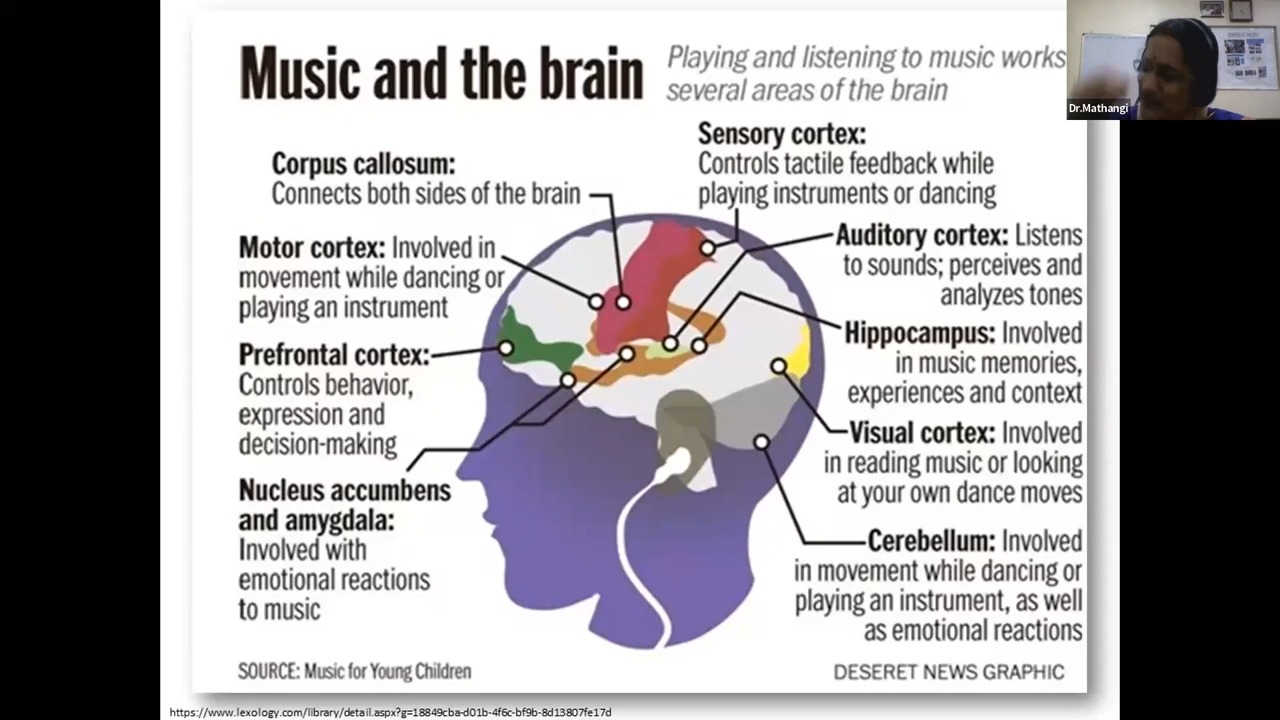 Music and the brain
Playing and listening to music works
several areas of the brain
Dr.Mathangi
Corpus callosum:
Connects both sides of the brain
Sensory cortex:
Controls tactile feedback while
playing instruments or dancing
Motor cortex: Involved in
movement while dancing or
playing an instrument
Auditory cortex: Listens
to sounds; perceives and
analyzes tones
Prefrontal cortex:
Controls behavior,
expression and
decision-making
Hippocampus: Involved
in music memories,
experiences and context
Nucleus accumbens
and amygdala:
Involved with
emotional reactions
to music
Visual cortex: Involved
in reading music or looking
at your own dance moves
Cerebellum: Involved
in movement while dancing or
playing an instrument, as well
as emotional reactions
SOURCE: Music for Young Children
DESERET NEWS GRAPHIC
https://www.lexology.com/library/detail.aspx?g=18849cba-d01b-4f6c-bf9b-8d13807fe17d